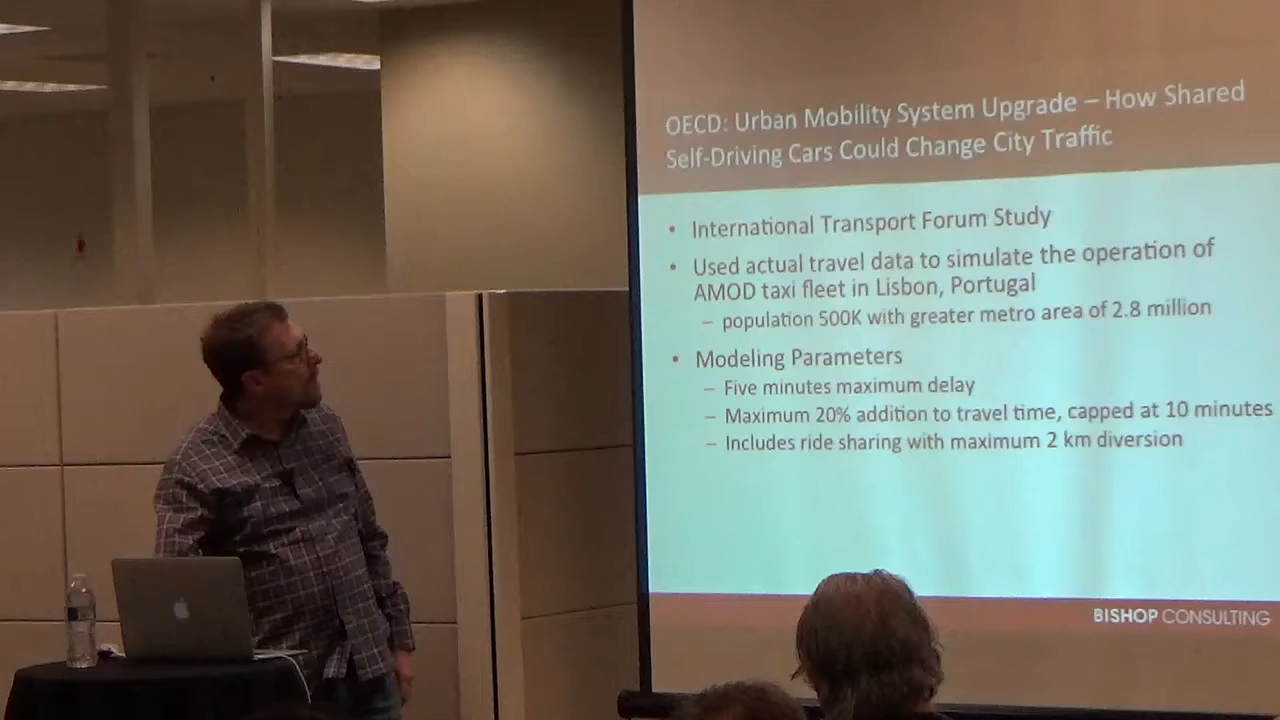 OECD: Urban Mobility System Upgrade – How Shared
Self-Driving Cars Could Change City Traffic
• International Transport Forum Study
• Used actual travel data to simulate the operation of
AMOD taxi fleet in Lisbon, Portugal
– population 500K with greater metro area of 2.8 million
• Modeling Parameters
– Five minutes maximum delay
– Maximum 20% addition to travel time, capped at 10 minutes
– Includes ride sharing with maximum 2 km diversion
BISHOP CONSULTING